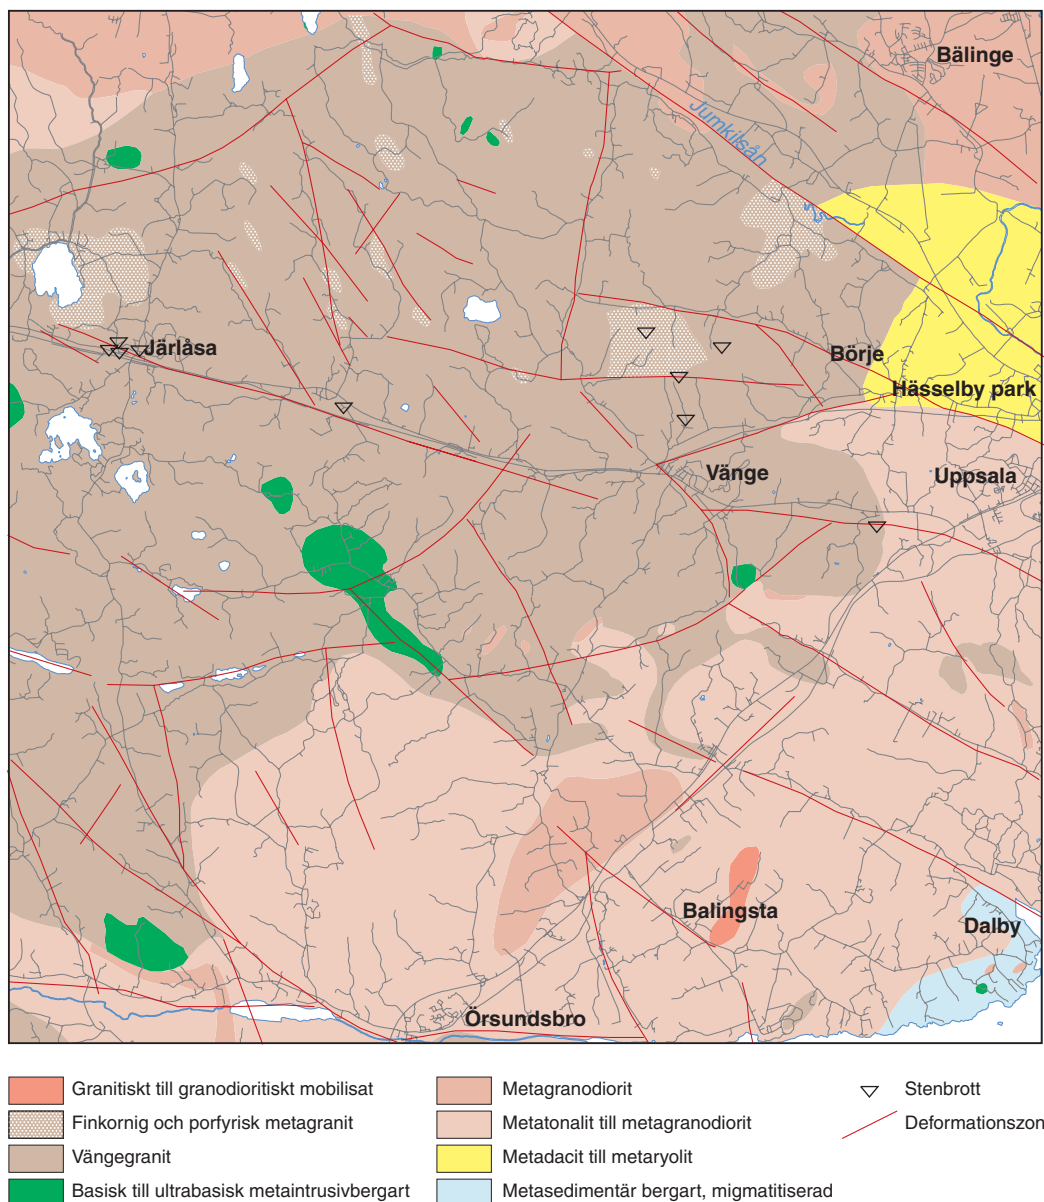 Bälinge
Jumkilsån
Järlåsa
Börje
Hässelby park
Vänge
Uppsala
Balingsta
Dalby
Örsundsbro
Granitiskt till granodioritiskt mobilisat
Finkornig och porfyrisk metagranit
Vängegranit
Basisk till ultrabasisk metaintrusivbergart
Metagranodiorit
Metatonalit till metagranodiorit
Metadacit till metaryolit
Metasedimentär bergart, migmatitiserad
Stenbrott
Deformationszon